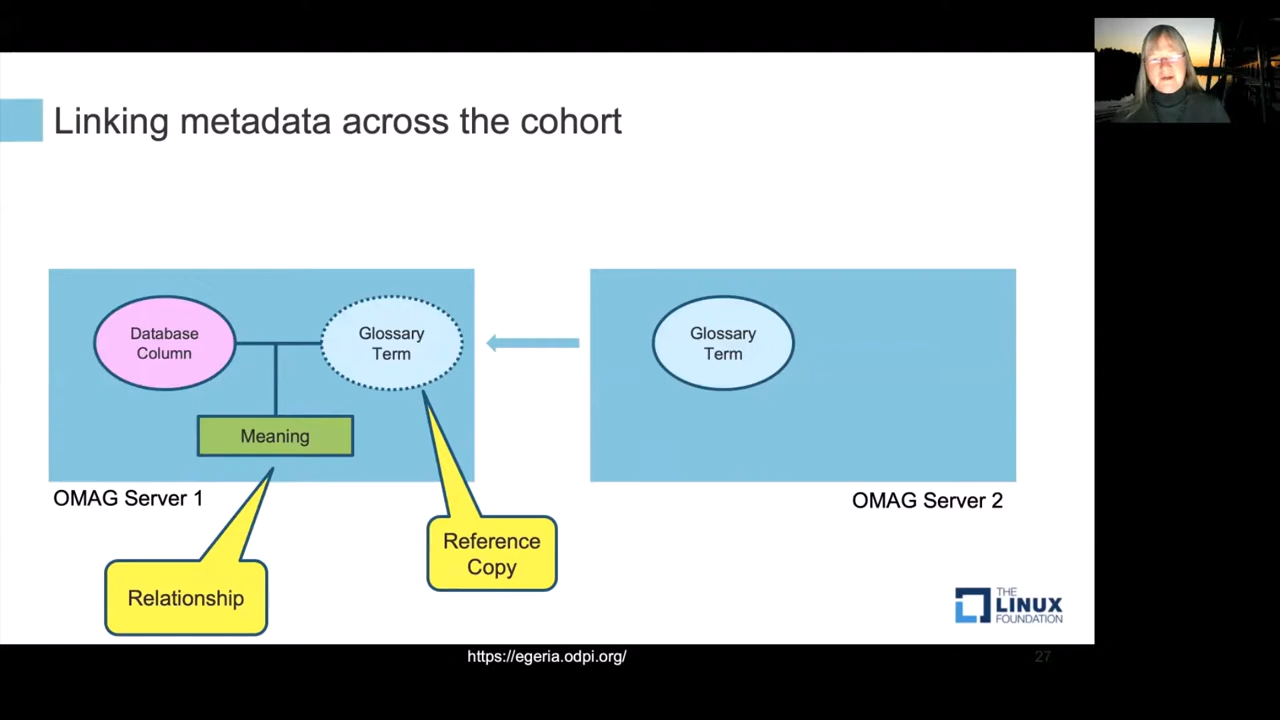 Linking metadata across the cohort
Database
Column
Glossary
Term
Glossary
Term
Meaning
OMAG Server 1
OMAG Server 2
Reference
Copy
Relationship
THE
LINUX
FOUNDATION
https://egeria.odpi.org/
27